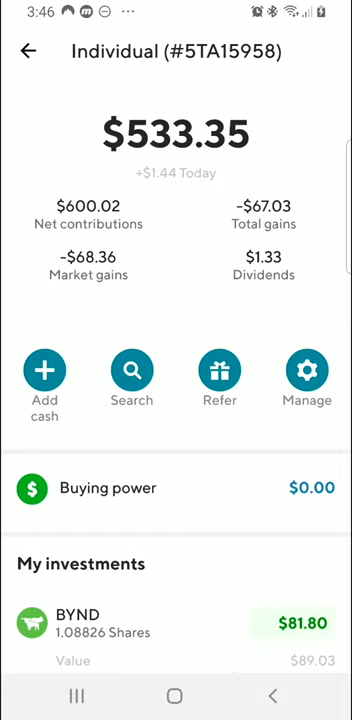 3:46
Individual (#5TA15958)
$533.35
+$1.44 Today
$600.02
Net contributions
-$67.03
Total gains
-$68.36
Market gains
$1.33
Dividends
Add
cash
Search
Refer
Manage
$ Buying power $0.00
My investments
BYND
1.08826 Shares
$81.80
Value $89.03